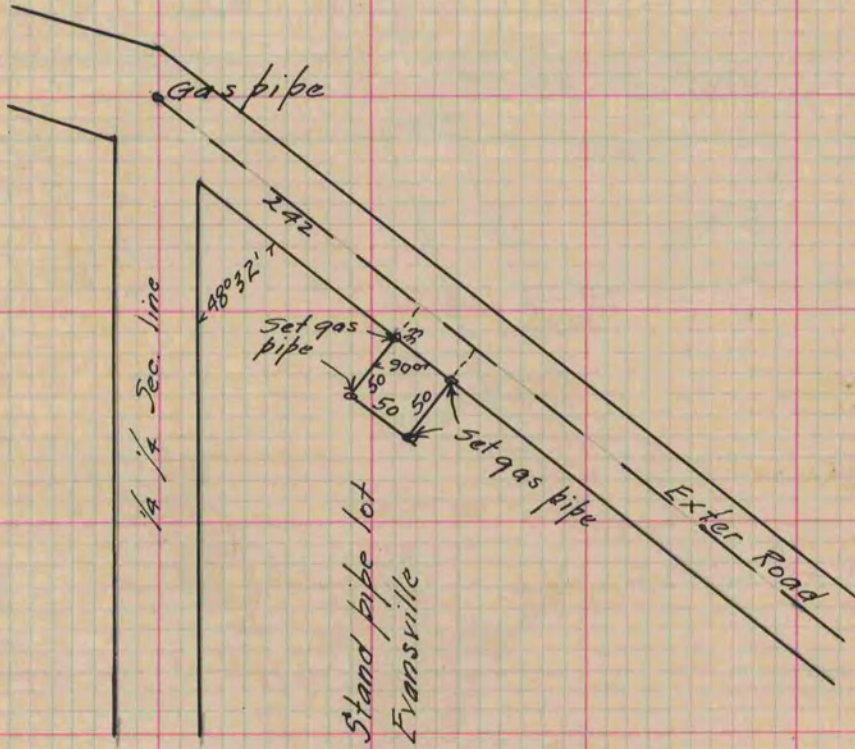 Gas pipe
242
48°32'
1/4 1/4 Sec. line
Set gas
pipe
33
90°
50
50
50
Set gas pipe
Exter Road
Stand pipe lot
Evansville